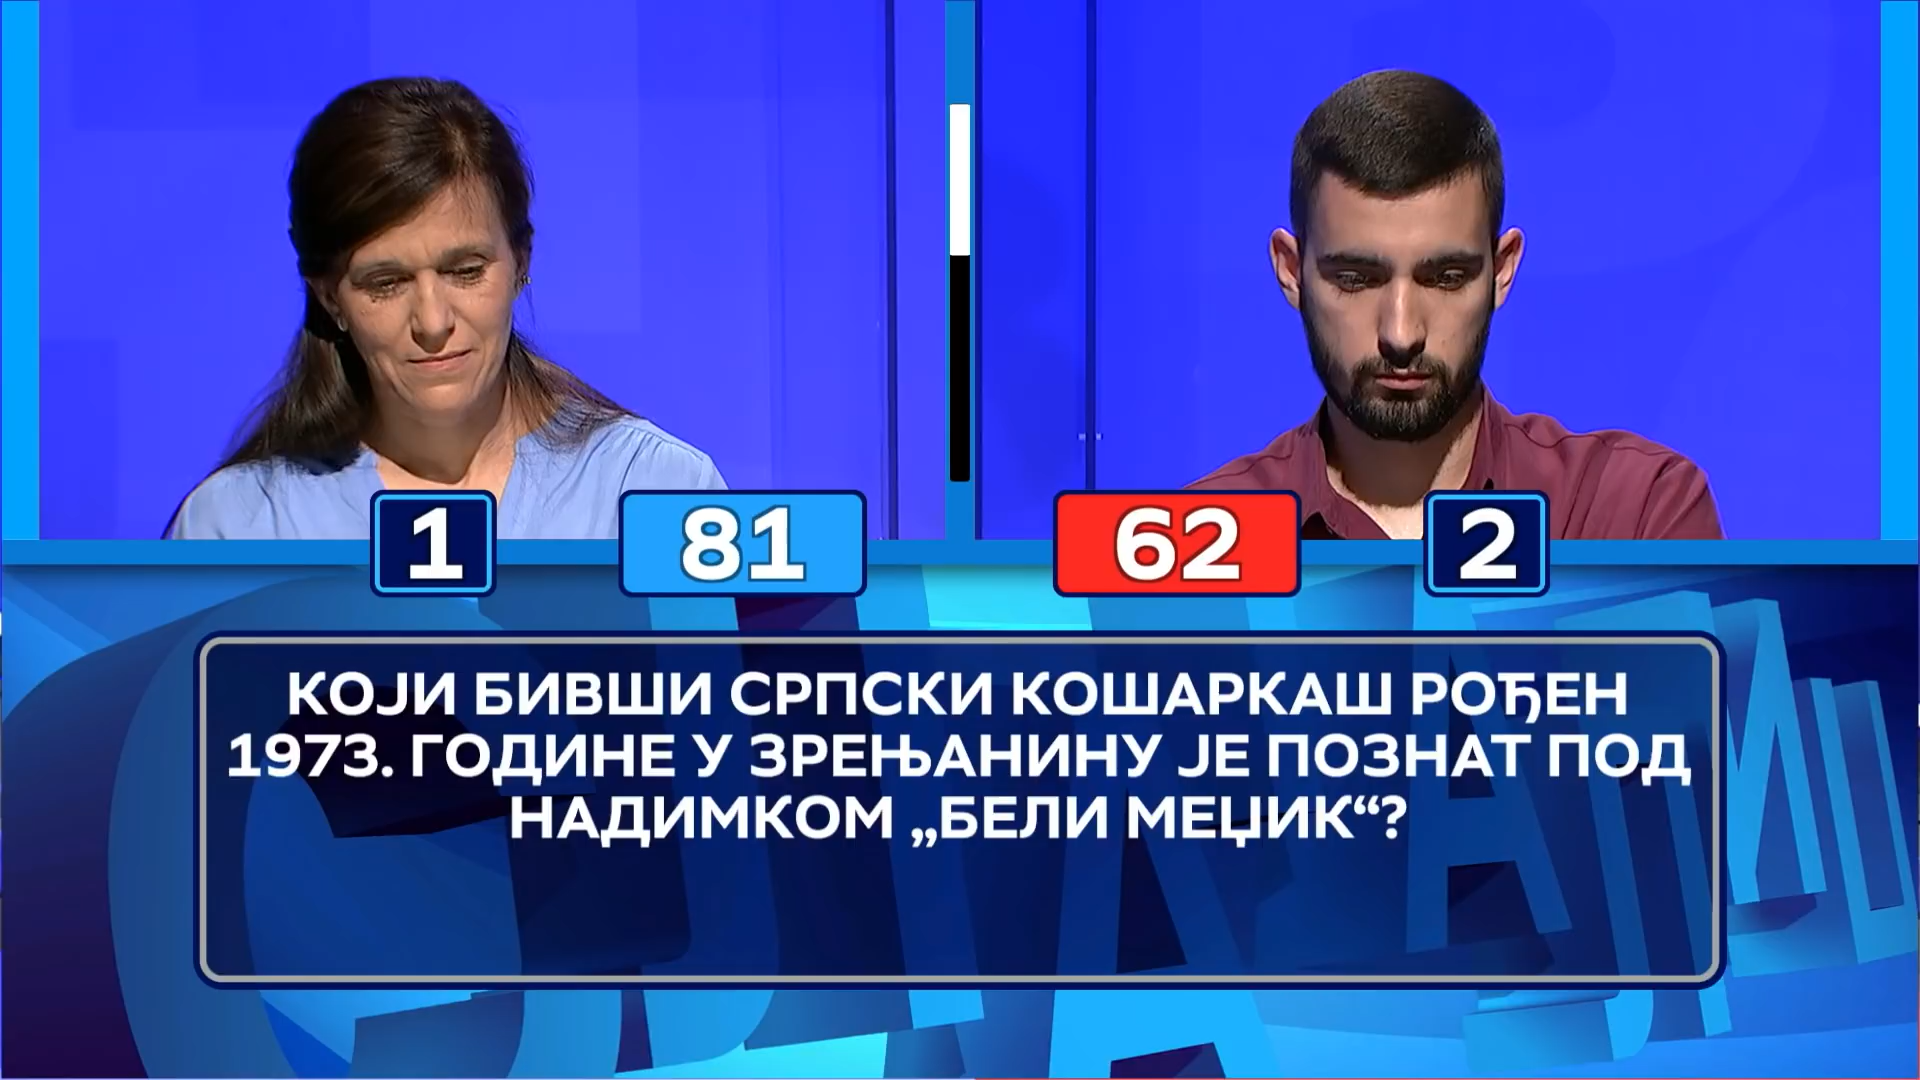 1 81 62 2
КОЈИ БИВШИ СРПСКИ КОШАРКАШ РОЂЕН
1973. ГОДИНЕ У ЗРЕЊАНИНУ ЈЕ ПОЗНАТ ПОД
НАДИМКОМ „БЕЛИ МЕЏИК“?